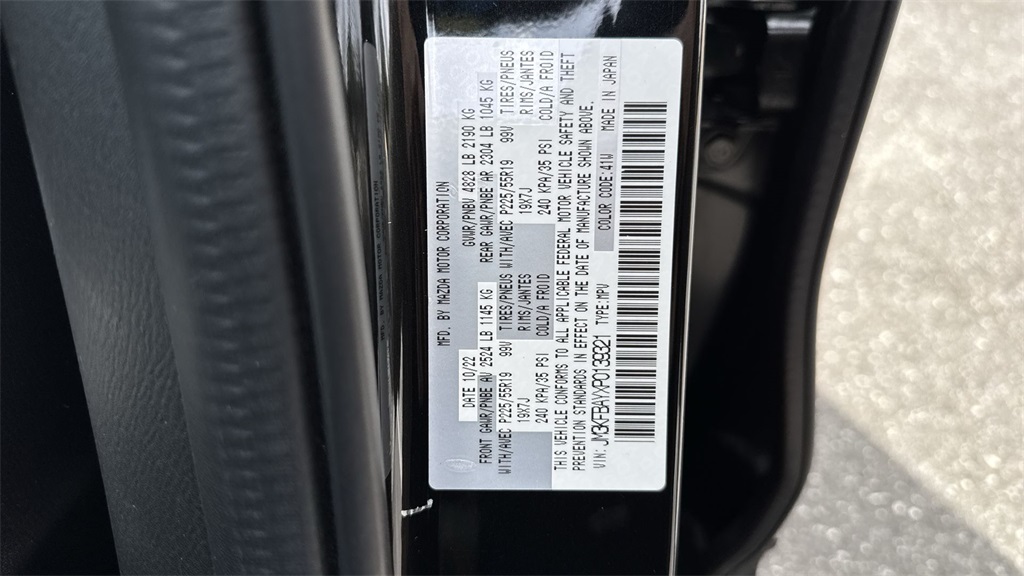 MFD. BY MAZDA MOTOR CORPORATION
DATE 10/22 GVWR/PNBV 4828 LB 2190 KG
FRONT GAWR/PNBE AV 2524 LB 1145 KG REAR GAWR/PNBE AR 2304 LB 1045 KG
WITH/AVEC P225/55R19 99V TIRES/PNEUS WITH/AVEC P225/55R19 99V TIRES/PNEUS
19X7J RIMS/JANTES 19X7J RIMS/JANTES
240 KPA/35 PSI COLD/A FROID 240 KPA/35 PSI COLD/A FROID
THIS VEHICLE CONFORMS TO ALL APPLICABLE FEDERAL MOTOR VEHICLE SAFETY AND THEFT
PREVENTION STANDARDS IN EFFECT ON THE DATE OF MANUFACTURE SHOWN ABOVE.
VIN: JM3KFBAYXP0139321 TYPE:MPV COLOR CODE:41W MADE IN JAPAN